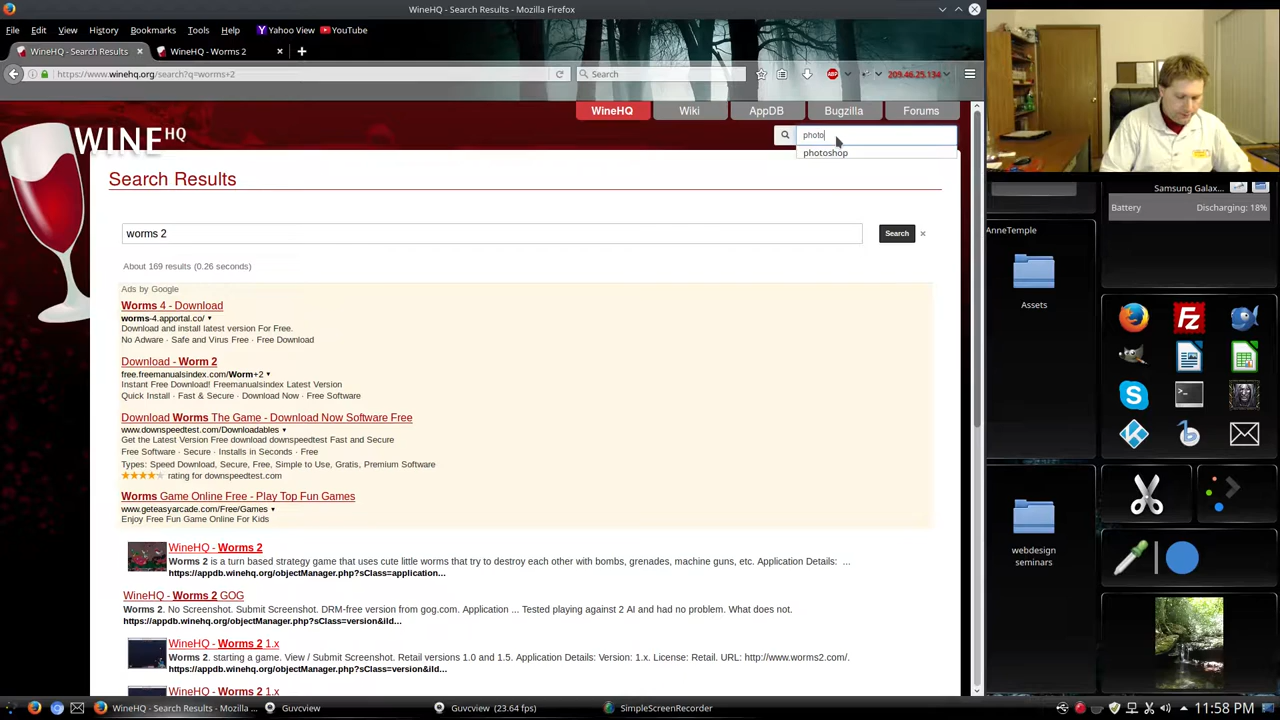 WineHQ - Search Results - Mozilla Firefox
File Edit View History Bookmarks Tools Help Yahoo View YouTube
WineHQ - Search Results
WineHQ - Worms 2
https://www.winehq.org/search?q=worms+2
Search
ABP
209.46.25.134
WineHQ Wiki AppDB Bugzilla Forums
WINE HQ
photo
photoshop
Search Results
worms 2
Search
About 169 results (0.26 seconds)
Ads by Google
Worms 4 - Download
worms-4.apportal.co/
Download and install latest version For Free.
No Adware · Safe and Virus Free · Free Download
Download - Worm 2
free.freemanualsindex.com/Worm+2
Instant Free Download! Freemanualsindex Latest Version
Quick Install · Fast & Secure · Download Now · Free Software
Download Worms The Game - Download Now Software Free
www.downspeedtest.com/Downloadables
Get the Latest Version Free download downspeedtest Fast and Secure
Free Software · Secure · Installs in Seconds · Free
Types: Speed Download, Secure, Free, Simple to Use, Gratis, Premium Software
rating for downspeedtest.com
Worms Game Online Free - Play Top Fun Games
www.geteasyarcade.com/Free/Games
Enjoy Free Fun Game Online For Kids
WineHQ - Worms 2
Worms 2 is a turn based strategy game that uses cute little worms that try to destroy each other with bombs, grenades, machine guns, etc. Application Details: ...
https://appdb.winehq.org/objectManager.php?sClass=application...
WineHQ - Worms 2 GOG
Worms 2. No Screenshot. Submit Screenshot. DRM-free version from gog.com. Application ... Tested playing against 2 AI and had no problem. What does not.
https://appdb.winehq.org/objectManager.php?sClass=version&iId...
WineHQ - Worms 2 1.x
Worms 2. starting a game. View / Submit Screenshot. Retail versions 1.0 and 1.5. Application Details: Version: 1.x. License: Retail. URL: http://www.worms2.com/.
https://appdb.winehq.org/objectManager.php?sClass=version&iId...
WineHQ - Worms 2 1.x
Samsung Galax...
Battery Discharging: 18%
AnneTemple
Assets
Fz
webdesign
seminars
WineHQ - Search Results - Mozilla ...
Guvcview
Guvcview (23.64 fps)
SimpleScreenRecorder
11:58 PM